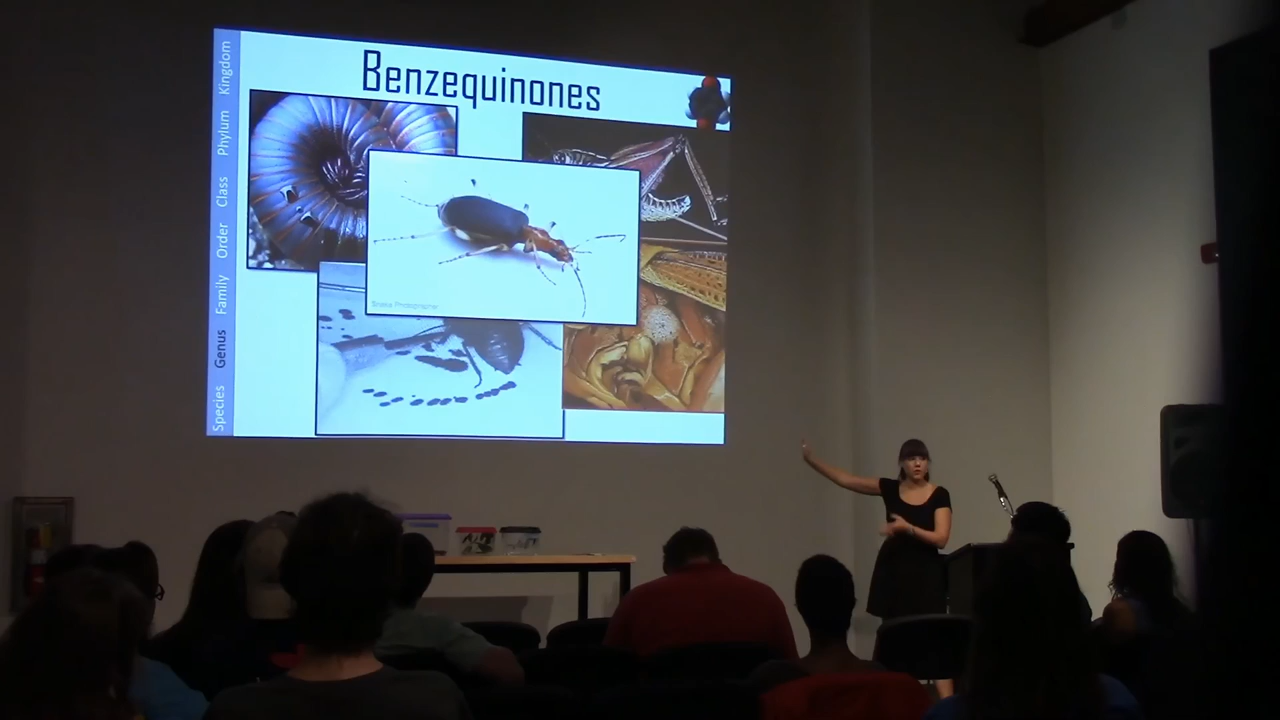 Benzequinones
Kingdom
Phylum
Class
Order
Family
Genus
Species